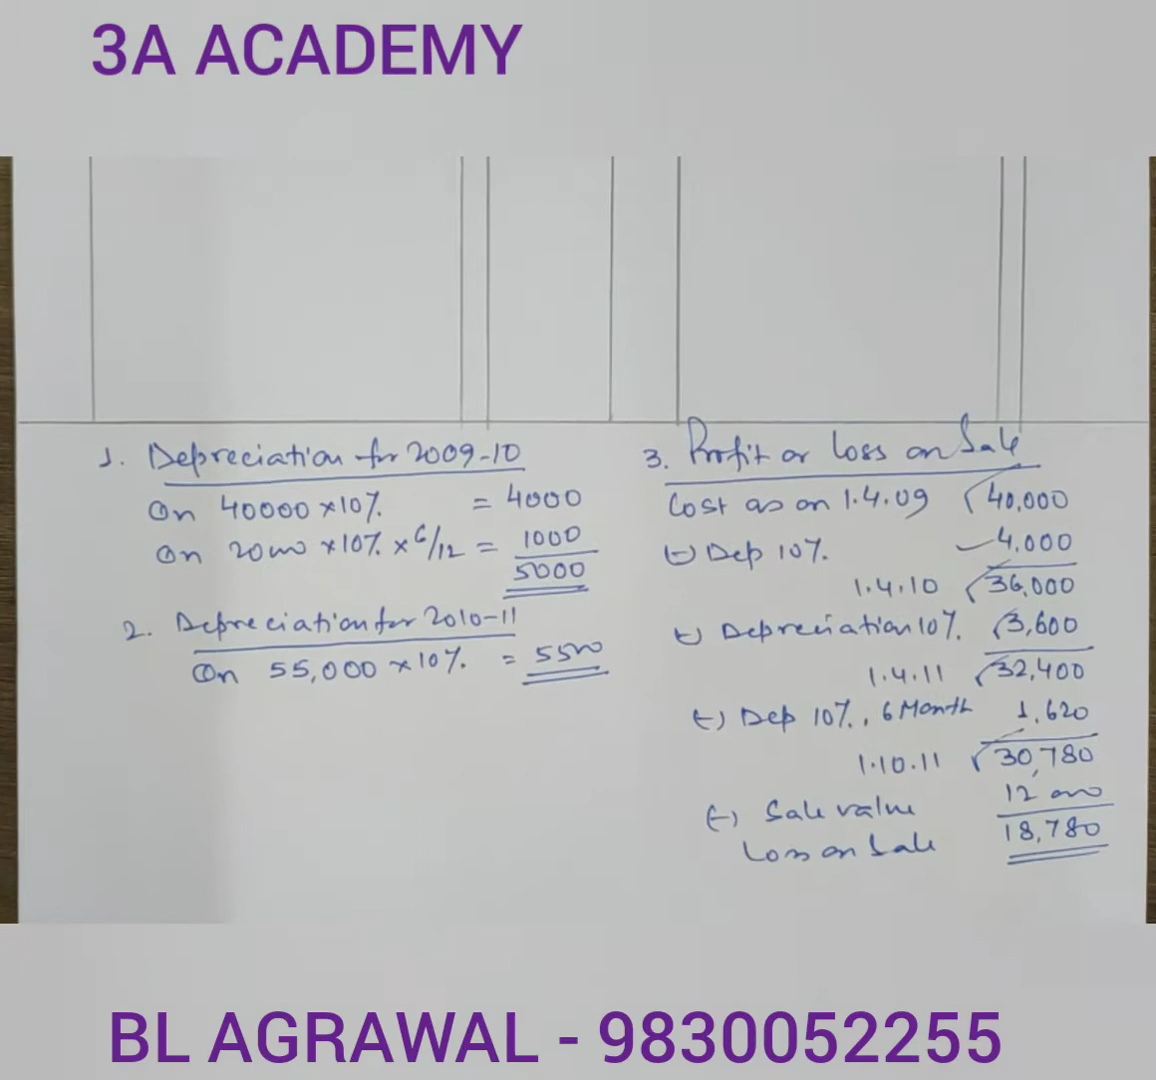 3A ACADEMY
1. Depreciation for 2009-10
On 40000 × 10% = 4000
On 20000 × 10% × 6/12 = 1000
5000
2. Depreciation for 2010-11
On 55,000 × 10% = 5500
3. Profit or Loss on Sale
Cost as on 1.4.09 40,000
(-) Dep 10% 4,000
1.4.10 36,000
(-) Depreciation 10% 3,600
1.4.11 32,400
(-) Dep 10%, 6 Month 1,620
1.10.11 30,780
(-) Sale value 12000
Loss on Sale 18,780
BL AGRAWAL - 9830052255